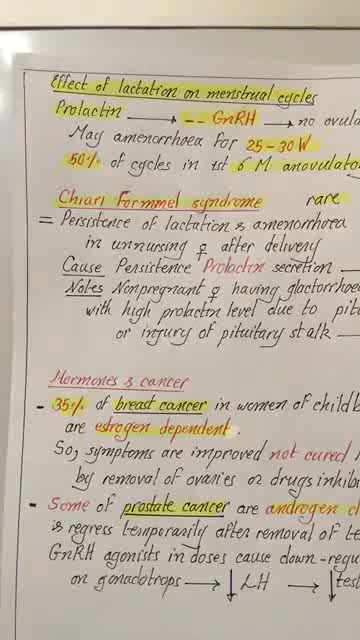 Effect of lactation on menstrual cycles
Prolactin → -- GnRH → no ovula
May amenorrhoea for 25-30 W
50% of cycles in 1st 6 M anovulator
Chiari Formmel syndrome rare
= Persistence of lactation & amenorrhoea
in unnursing ♀ after delivery
Cause Persistence Prolactin secretion
Notes Nonpregnant ♀ having glactorrhoea
with high prolactin level due to pit
or injury of pituitary stalk
Hormones & cancer
- 35% of breast cancer in women of childb
are estrogen dependent.
So, symptoms are improved not cured
by removal of ovaries or drugs inhibi
- Some of prostate cancer are androgen d
is regress temporarily after removal of te
GnRH agonists in doses cause down-regu
on gonadotrops → ↓ LH → ↓ test